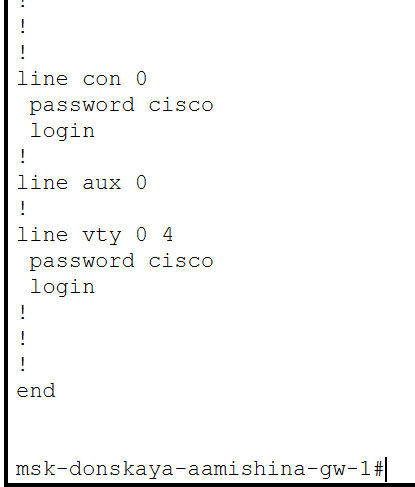 !
!
!
line con 0
 password cisco
 login
!
line aux 0
!
line vty 0 4
 password cisco
 login
!
!
!
end
msk-donskaya-aamishina-gw-1#